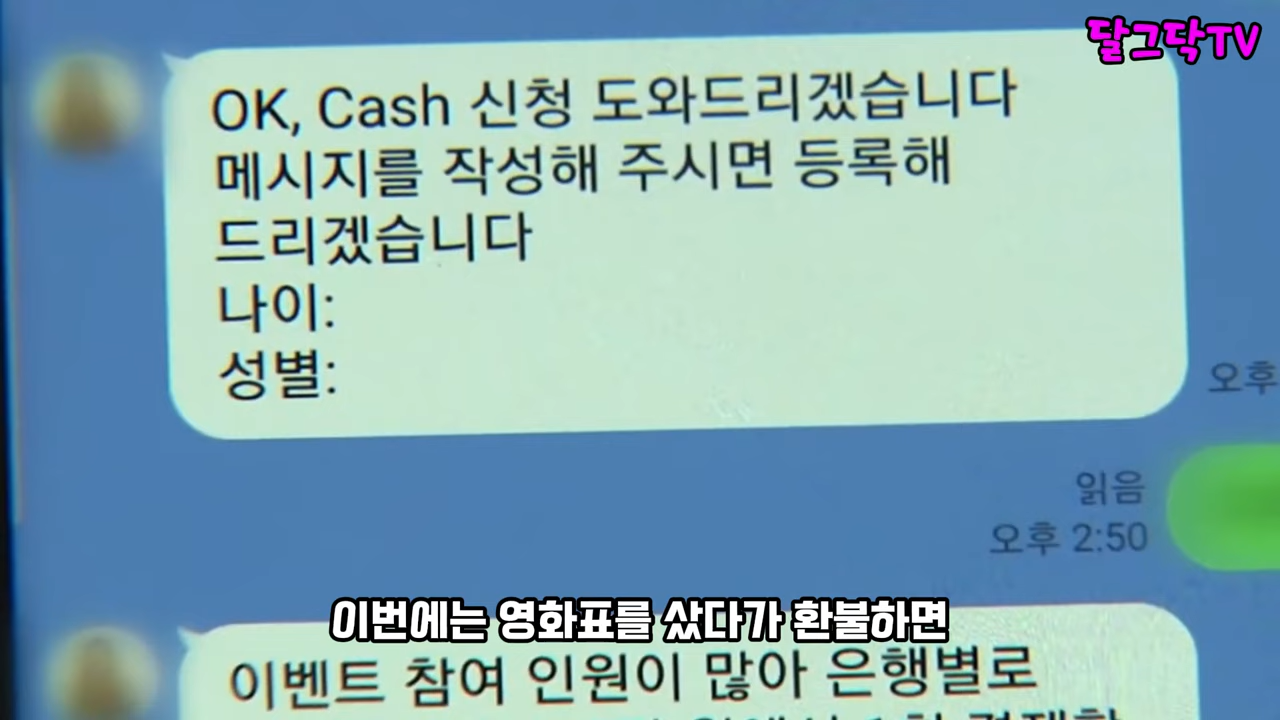 달그닥TV
OK, Cash 신청 도와드리겠습니다
메시지를 작성해 주시면 등록해
드리겠습니다
나이:
성별:
오후
읽음
오후 2:50
이번에는 영화표를 샀다가 환불하면
이벤트 참여 인원이 많아 은행별로